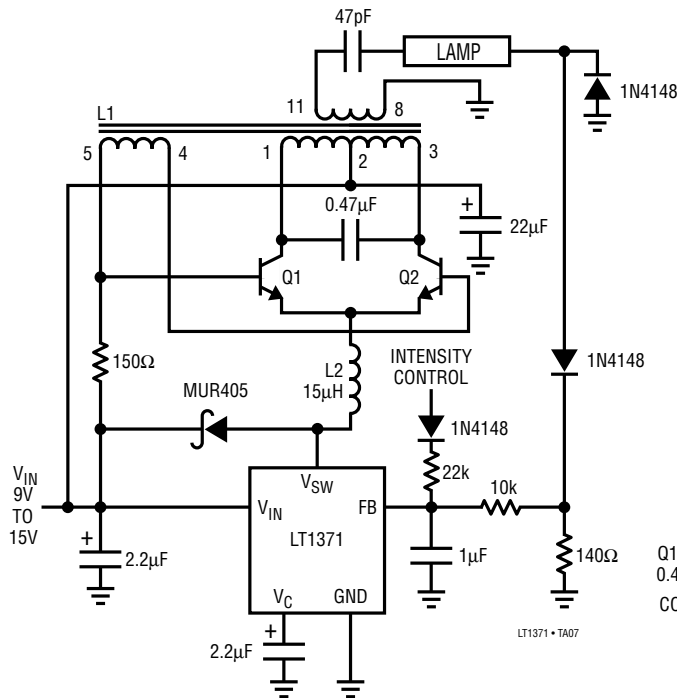 47pF
LAMP
1N4148
11
8
L1
5
4
1
2
3
0.47µF
+
22µF
Q1
Q2
150Ω
L2
15µH
INTENSITY
CONTROL
1N4148
MUR405
1N4148
22k
10k
V_IN
9V
TO
15V
V_SW
V_IN
FB
LT1371
V_C
GND
+
2.2µF
1µF
140Ω
+
2.2µF
LT1371 • TA07
Q1
0.4
CO